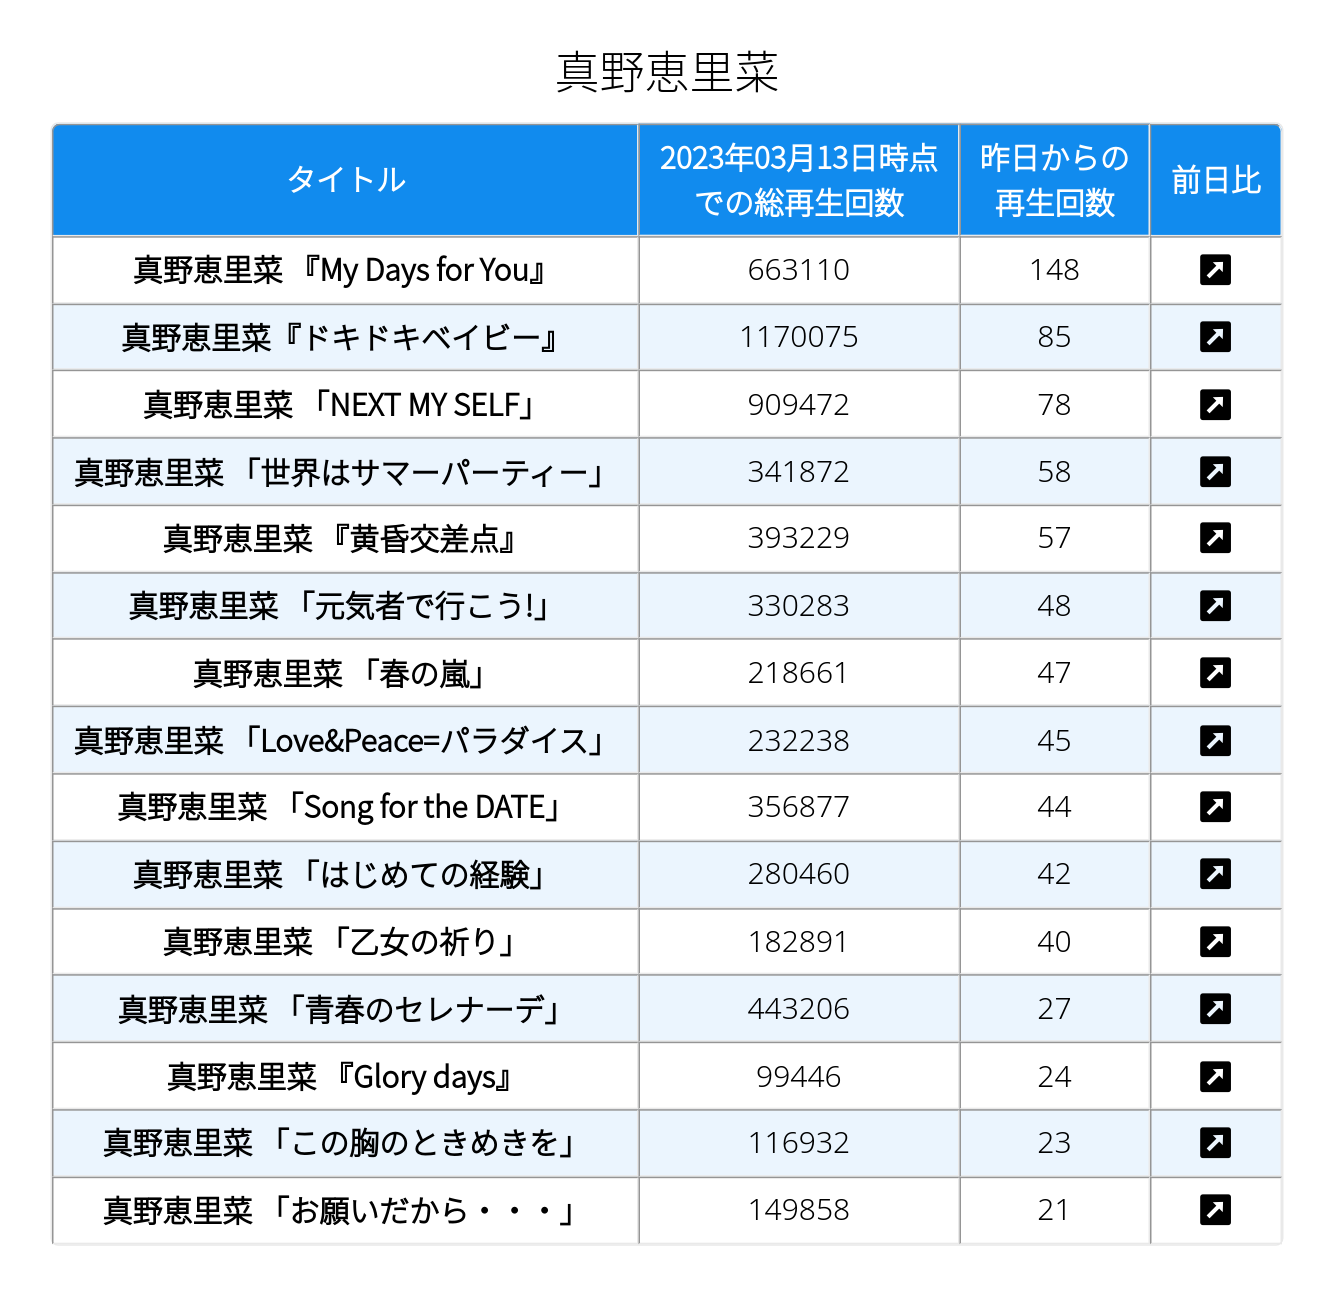 真野恵里菜
タイトル 2023年03月13日時点での総再生回数 昨日からの再生回数 前日比
真野恵里菜 『My Days for You』 663110 148
真野恵里菜『ドキドキベイビー』 1170075 85
真野恵里菜 「NEXT MY SELF」 909472 78
真野恵里菜 「世界はサマーパーティー」 341872 58
真野恵里菜 『黄昏交差点』 393229 57
真野恵里菜 「元気者で行こう!」 330283 48
真野恵里菜 「春の嵐」 218661 47
真野恵里菜 「Love&Peace=パラダイス」 232238 45
真野恵里菜 「Song for the DATE」 356877 44
真野恵里菜 「はじめての経験」 280460 42
真野恵里菜 「乙女の祈り」 182891 40
真野恵里菜 「青春のセレナーデ」 443206 27
真野恵里菜 『Glory days』 99446 24
真野恵里菜 「この胸のときめきを」 116932 23
真野恵里菜 「お願いだから・・・」 149858 21